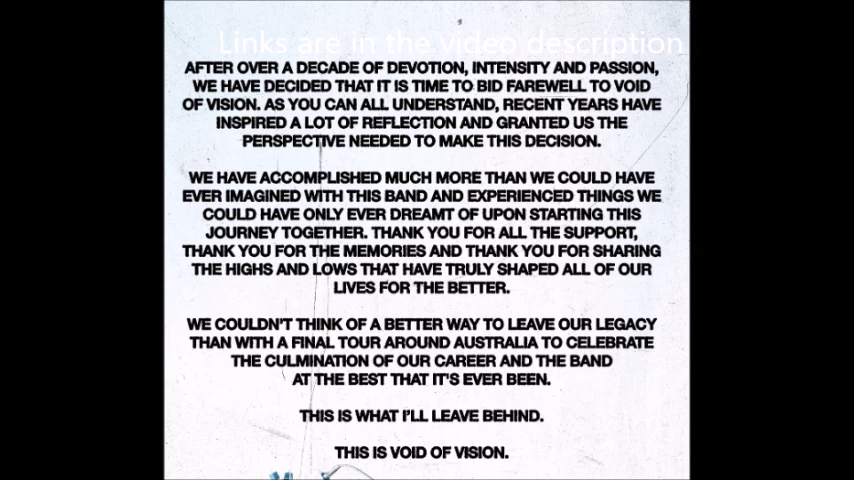 Links are in the video description
AFTER OVER A DECADE OF DEVOTION, INTENSITY AND PASSION,
WE HAVE DECIDED THAT IT IS TIME TO BID FAREWELL TO VOID
OF VISION. AS YOU CAN ALL UNDERSTAND, RECENT YEARS HAVE
INSPIRED A LOT OF REFLECTION AND GRANTED US THE
PERSPECTIVE NEEDED TO MAKE THIS DECISION.
WE HAVE ACCOMPLISHED MUCH MORE THAN WE COULD HAVE
EVER IMAGINED WITH THIS BAND AND EXPERIENCED THINGS WE
COULD HAVE ONLY EVER DREAMT OF UPON STARTING THIS
JOURNEY TOGETHER. THANK YOU FOR ALL THE SUPPORT,
THANK YOU FOR THE MEMORIES AND THANK YOU FOR SHARING
THE HIGHS AND LOWS THAT HAVE TRULY SHAPED ALL OF OUR
LIVES FOR THE BETTER.
WE COULDN'T THINK OF A BETTER WAY TO LEAVE OUR LEGACY
THAN WITH A FINAL TOUR AROUND AUSTRALIA TO CELEBRATE
THE CULMINATION OF OUR CAREER AND THE BAND
AT THE BEST THAT IT'S EVER BEEN.
THIS IS WHAT I'LL LEAVE BEHIND.
THIS IS VOID OF VISION.